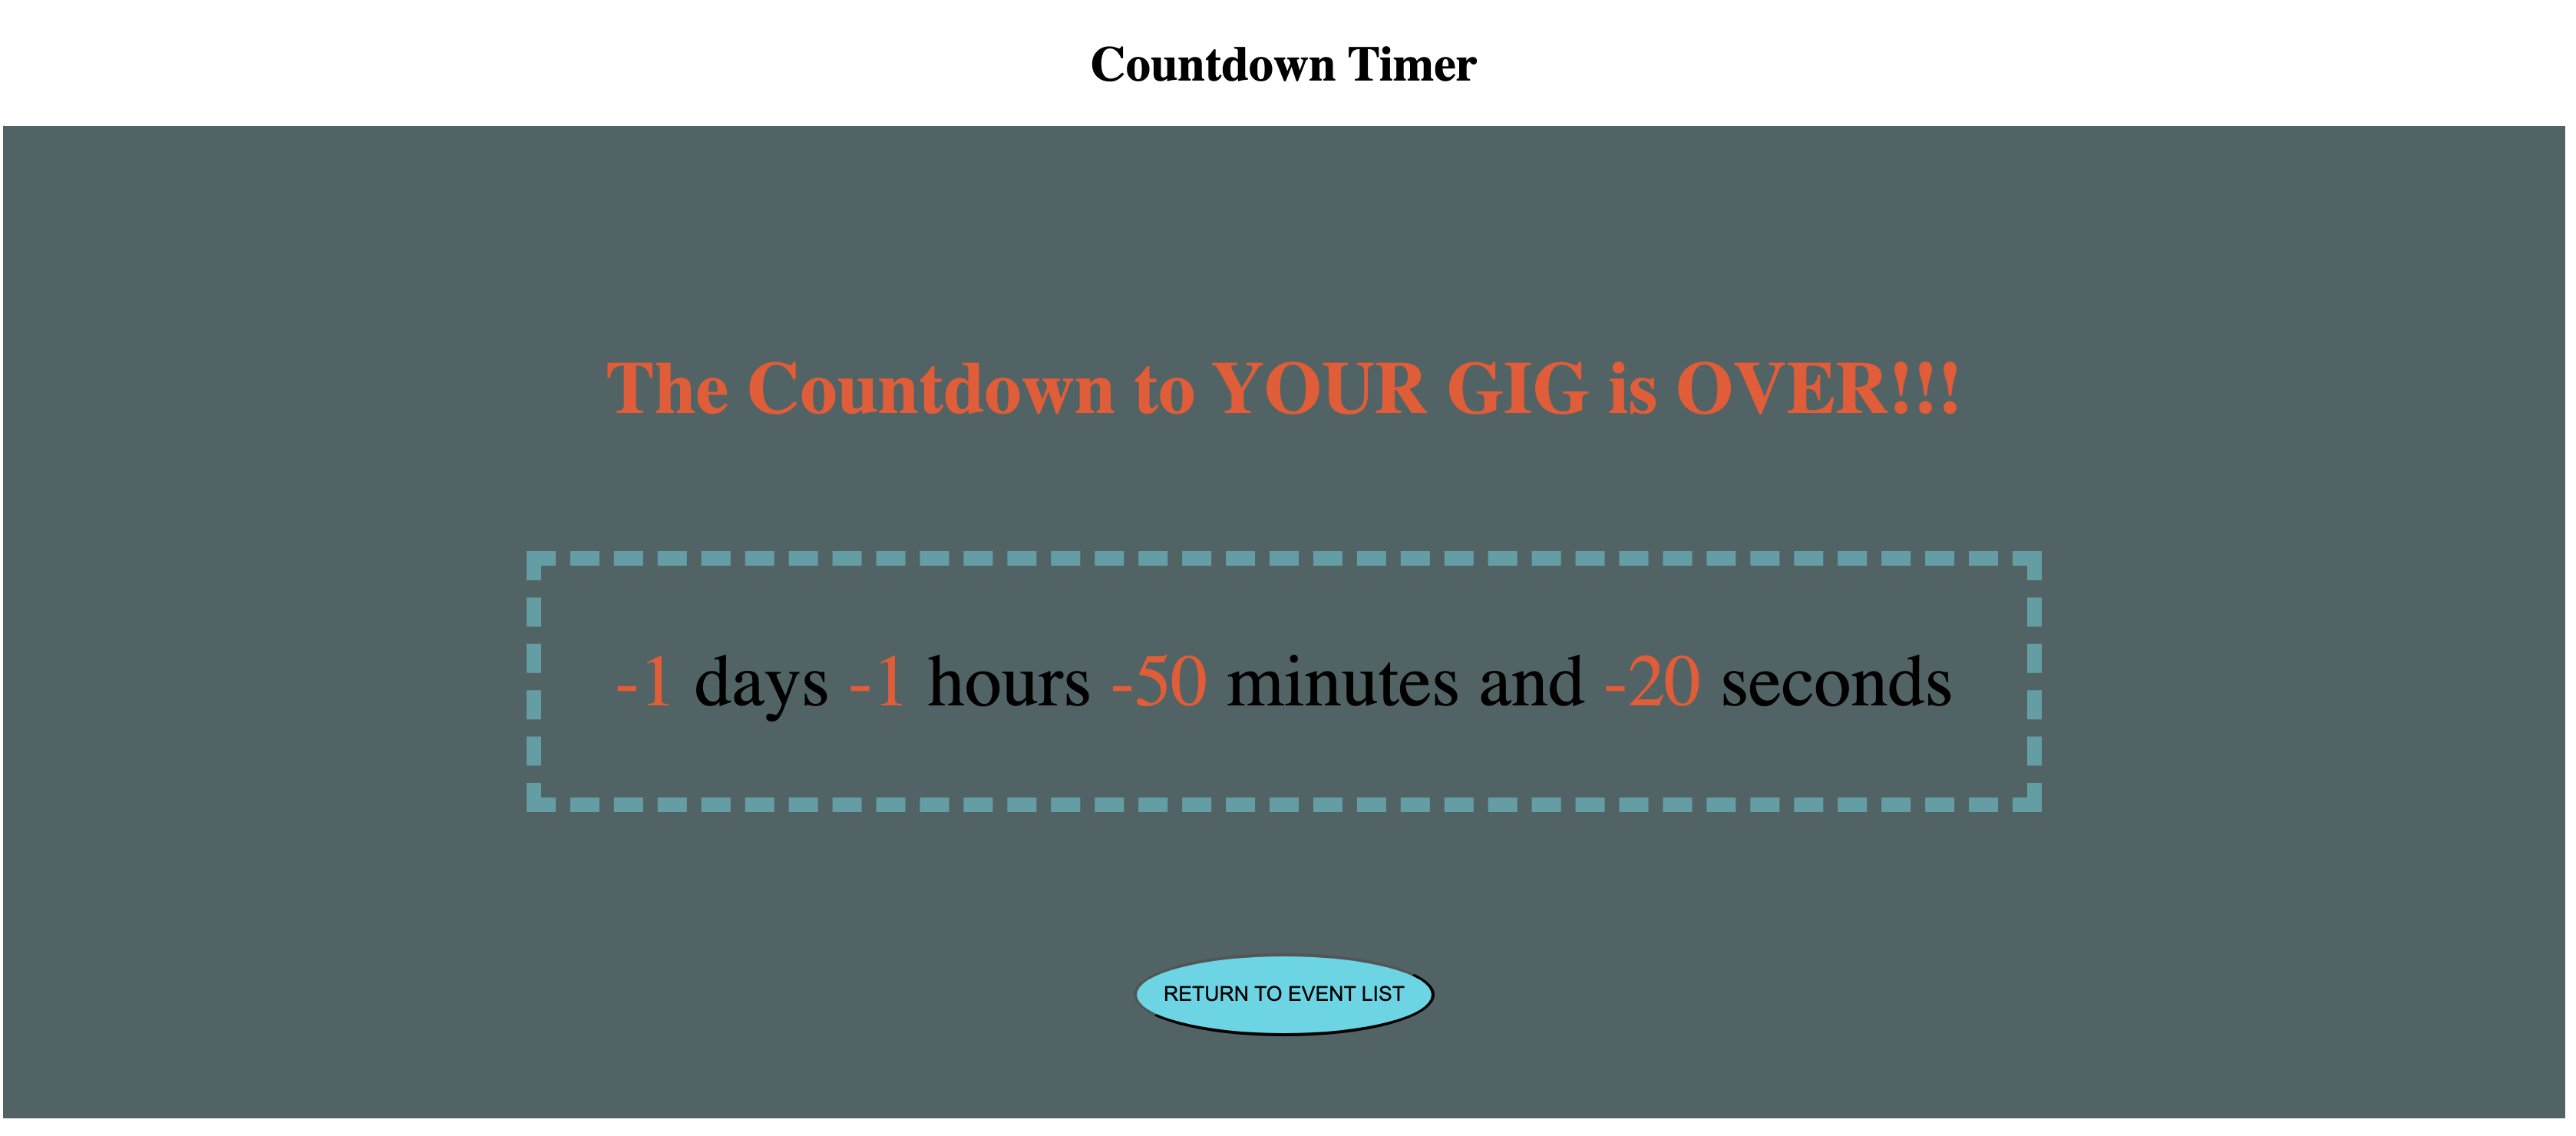 Countdown Timer
The Countdown to YOUR GIG is OVER!!!
-1 days -1 hours -50 minutes and -20 seconds
RETURN TO EVENT LIST